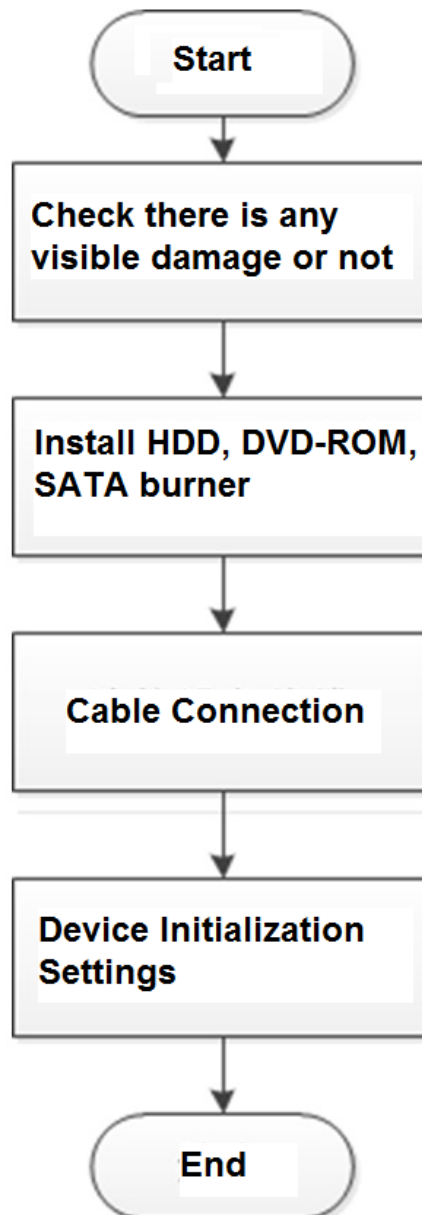 Start
Check there is any
visible damage or not
Install HDD, DVD-ROM,
SATA burner
Cable Connection
Device Initialization
Settings
End